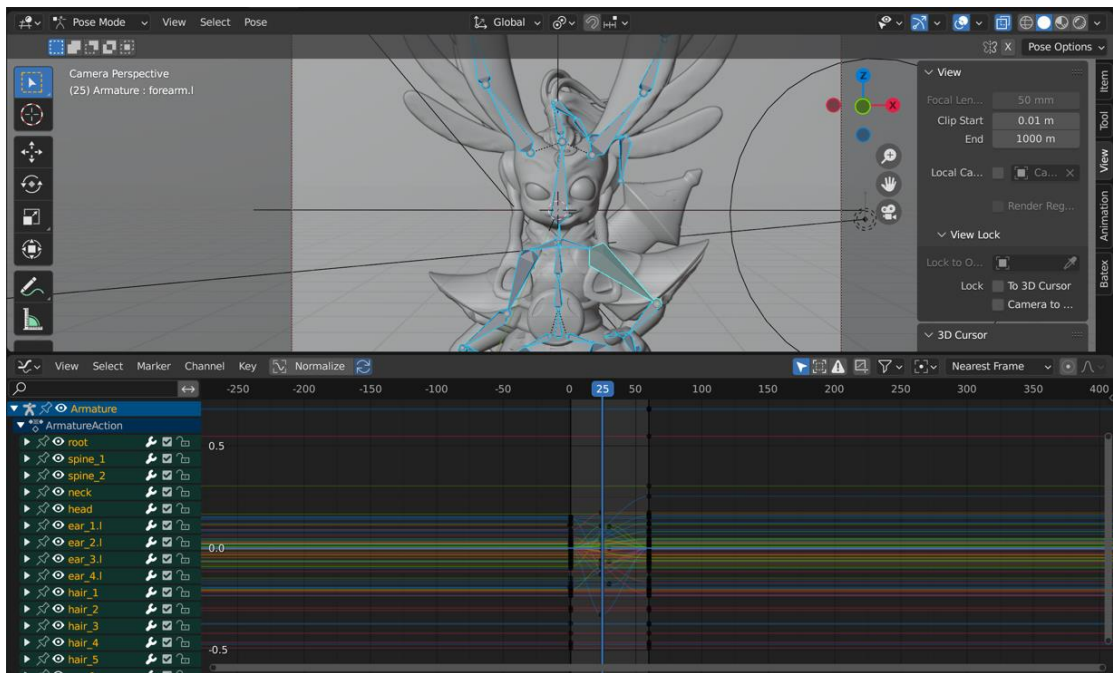 Pose Mode View Select Pose Global
X Pose Options
Camera Perspective
(25) Armature : forearm.l
Z
X
View
Focal Len... 50 mm
Clip Start 0.01 m
End 1000 m
Local Ca... Ca...
Render Reg...
View Lock
Lock to O...
Lock To 3D Cursor
Camera to ...
3D Cursor
Item
Tool
View
Animation
Batex
View Select Marker Channel Key Normalize Nearest Frame
-250 -200 -150 -100 -50 0 25 50 100 150 200 250 300 350 400
Armature
ArmatureAction
root
spine_1
spine_2
neck
head
ear_1.l
ear_2.l
ear_3.l
ear_4.l
hair_1
hair_2
hair_3
hair_4
hair_5
0.5
0.0
-0.5